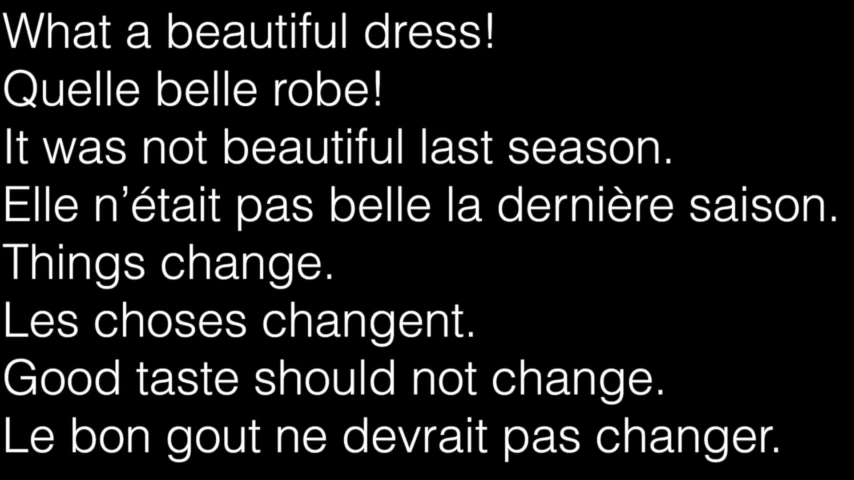 What a beautiful dress!
Quelle belle robe!
It was not beautiful last season.
Elle n’était pas belle la dernière saison.
Things change.
Les choses changent.
Good taste should not change.
Le bon gout ne devrait pas changer.